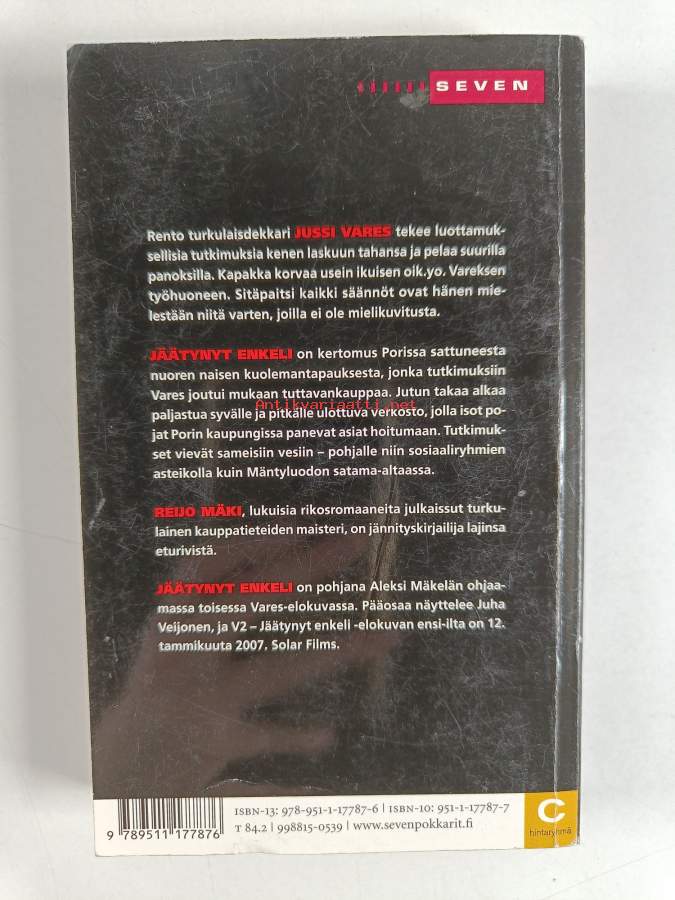 SEVEN
Rento turkulaisdekkari JUSSI VARES tekee luottamuk-
sellisia tutkimuksia kenen laskuun tahansa ja pelaa suurilla
panoksilla. Kapakka korvaa usein ikuisen oik.yo. Vareksen
työhuoneen. Sitäpaitsi kaikki säännöt ovat hänen mie-
lestään niitä varten, joilla ei ole mielikuvitusta.
JÄÄTYNYT ENKELI on kertomus Porissa sattuneesta
nuoren naisen kuolemantapauksesta, jonka tutkimuksiin
Vares joutui mukaan tuttavankauppaa. Jutun takaa alkaa
Antikvariaatti.net
paljastua syvälle ja pitkälle ulottuva verkosto, jolla isot po-
jat Porin kaupungissa panevat asiat hoitumaan. Tutkimuk-
set vievät sameisiin vesiin – pohjalle niin sosiaaliryhmien
asteikolla kuin Mäntyluodon satama-altaassa.
REIJO MÄKI, lukuisia rikosromaaneita julkaissut turku-
lainen kauppatieteiden maisteri, on jännityskirjailija lajinsa
eturivistä.
JÄÄTYNYT ENKELI on pohjana Aleksi Mäkelän ohjaa-
massa toisessa Vares-elokuvassa. Pääosaa näyttelee Juha
Veijonen, ja V2 – Jäätynyt enkeli -elokuvan ensi-ilta on 12.
tammikuuta 2007. Solar Films.
ISBN-13: 978-951-1-17787-6 | ISBN-10: 951-1-17787-7
T 84.2 | 998815-0539 | www.sevenpokkarit.fi
9 789511 177876
C
hintaryhmä